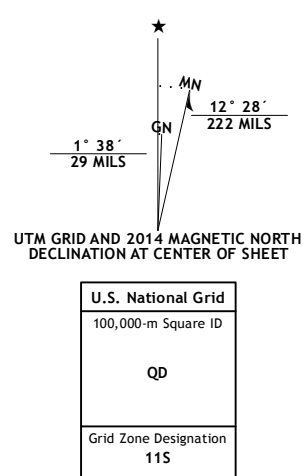 ★
MN
12° 28´
222 MILS
GN
1° 38´
29 MILS
UTM GRID AND 2014 MAGNETIC NORTH
DECLINATION AT CENTER OF SHEET
U.S. National Grid
100,000-m Square ID
QD
Grid Zone Designation
11S